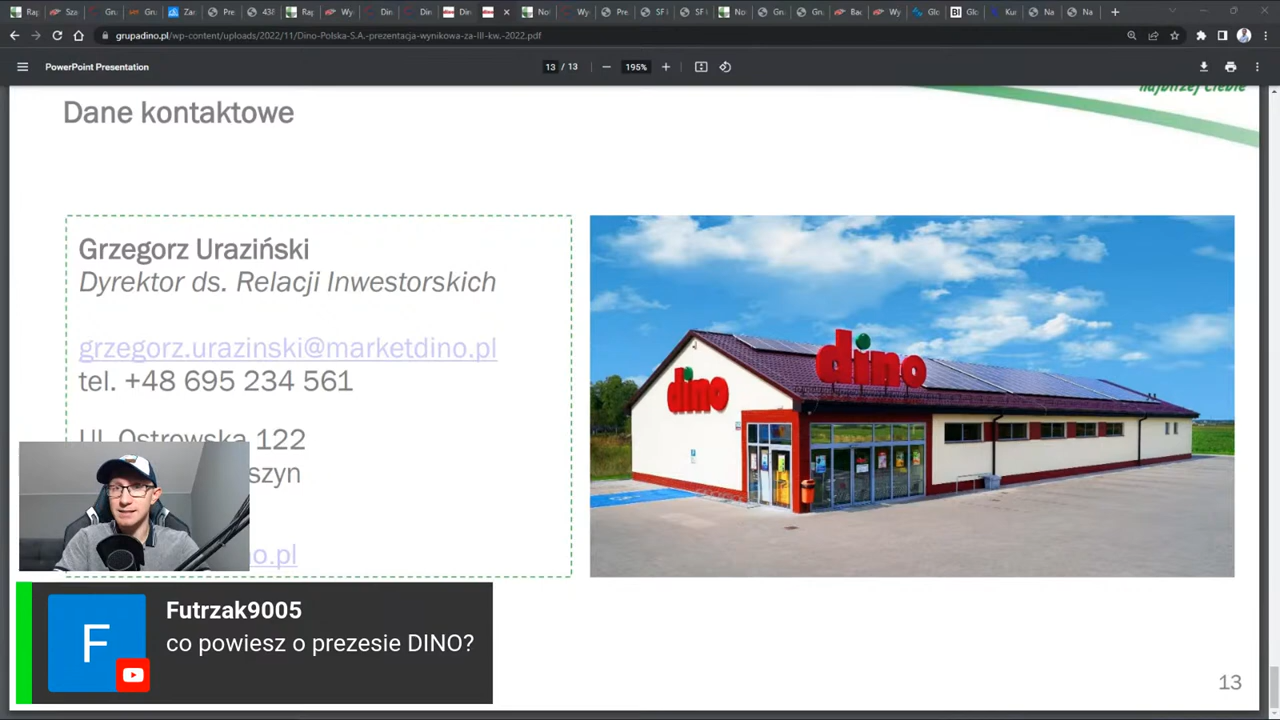 grupadino.pl/wp-content/uploads/2022/11/Dino-Polska-S.A.-prezentacja-wynikowa-za-III-kw.-2022.pdf
PowerPoint Presentation
13 / 13
195%
najbliżej Ciebie
Dane kontaktowe
Grzegorz Uraziński
Dyrektor ds. Relacji Inwestorskich
grzegorz.urazinski@marketdino.pl
tel. +48 695 234 561
Ul. Ostrowska 122
szyn
o.pl
dino
dino
F
Futrzak9005
co powiesz o prezesie DINO?
13